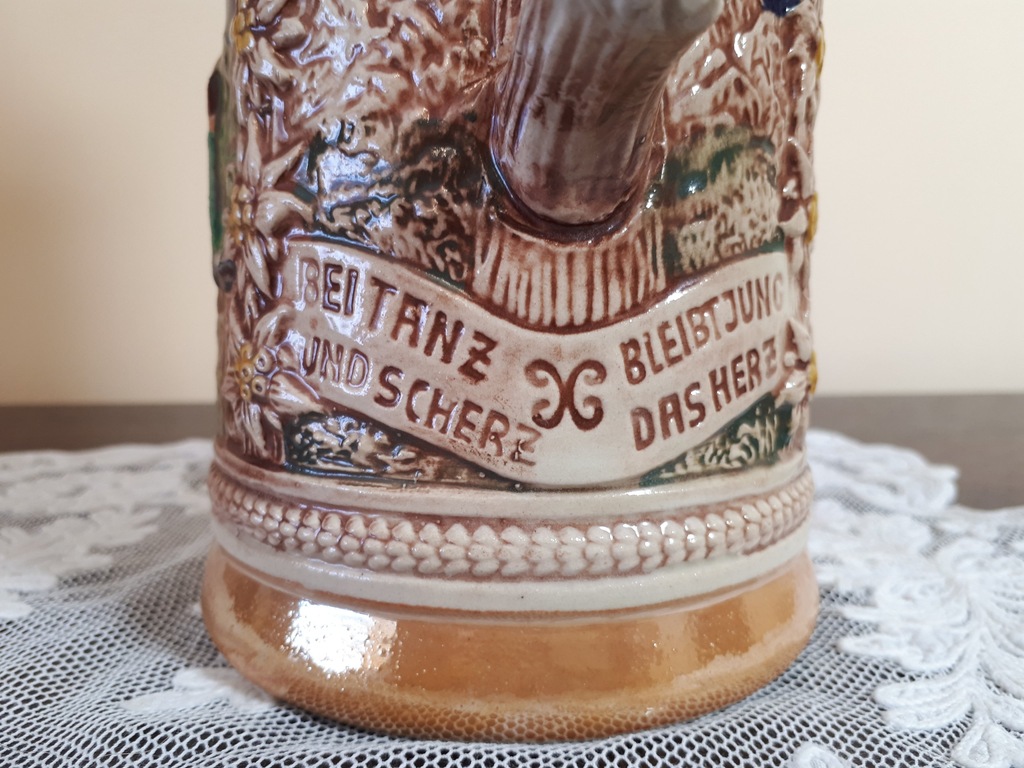 BEI TANZ
UND SCHERZ
BLEIBT JUNG
DAS HERZ